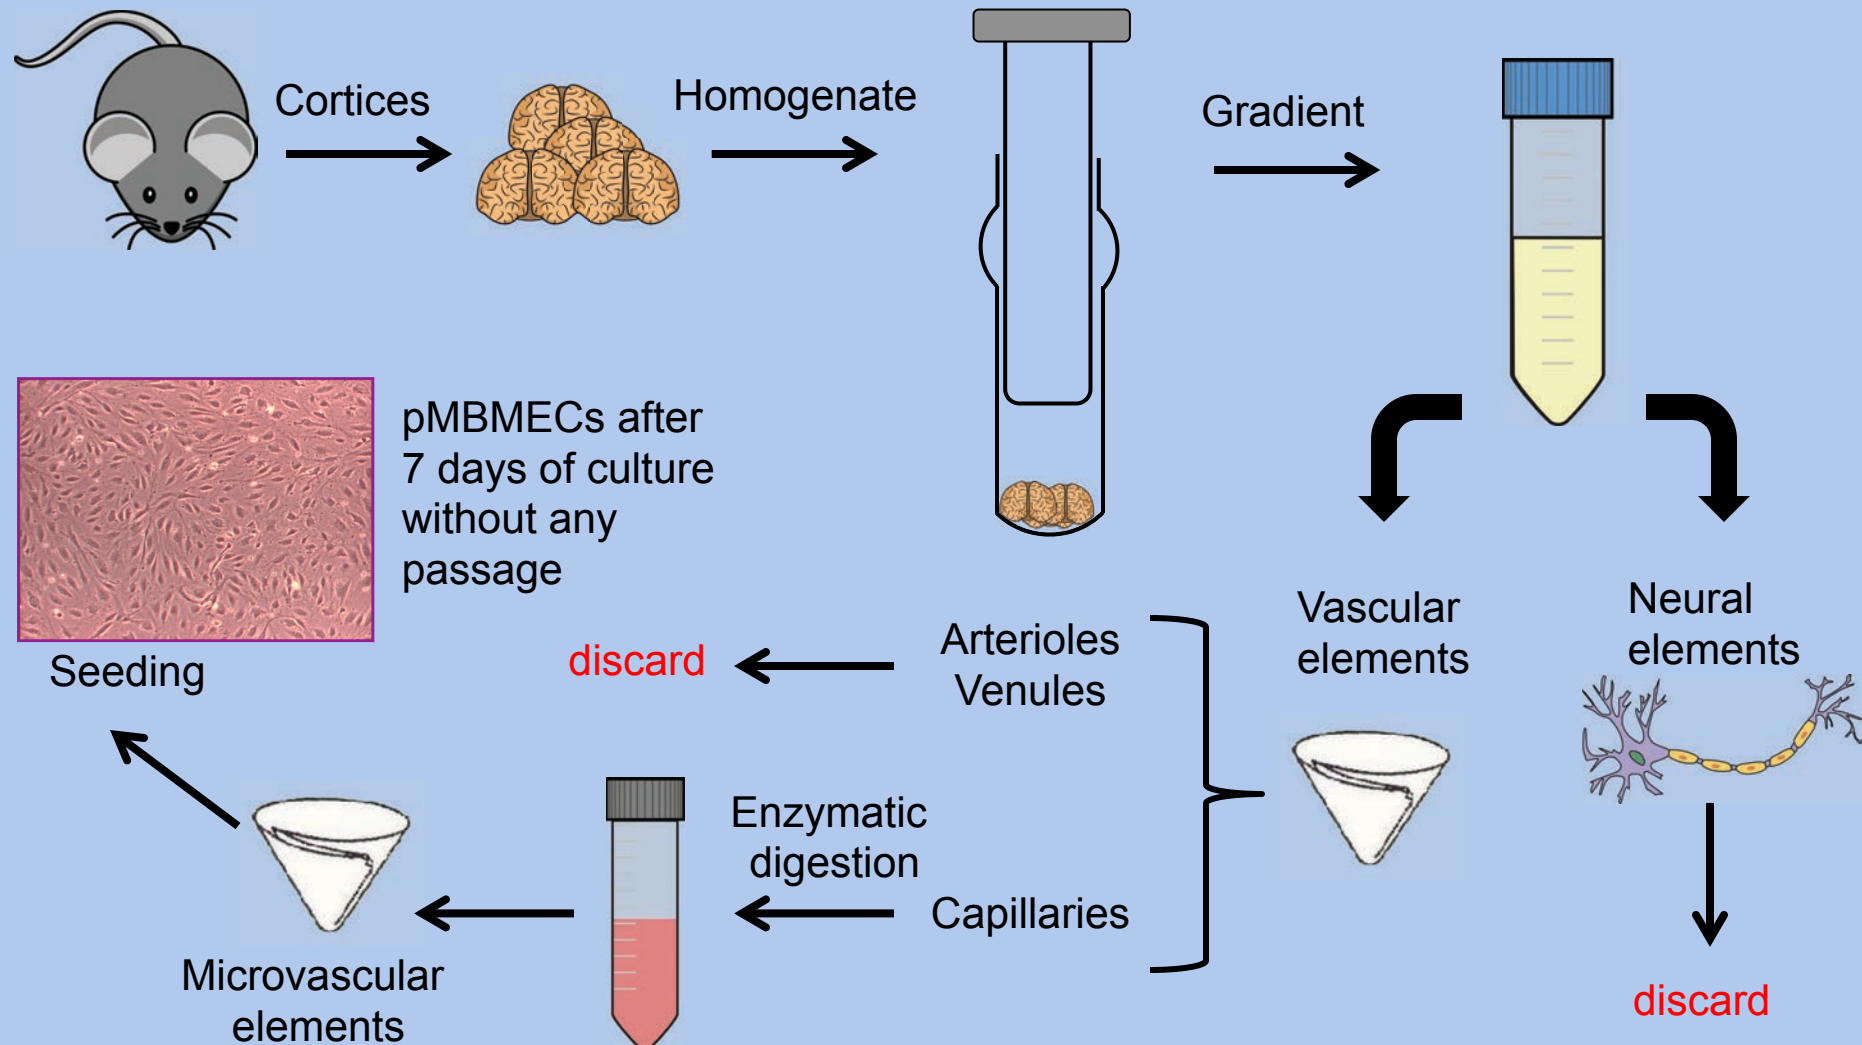 Cortices
Homogenate
Gradient
pMBMECs after
7 days of culture
without any
passage
Seeding
discard
Arterioles
Venules
Vascular
elements
Neural
elements
Enzymatic
digestion
Capillaries
Microvascular
elements
discard